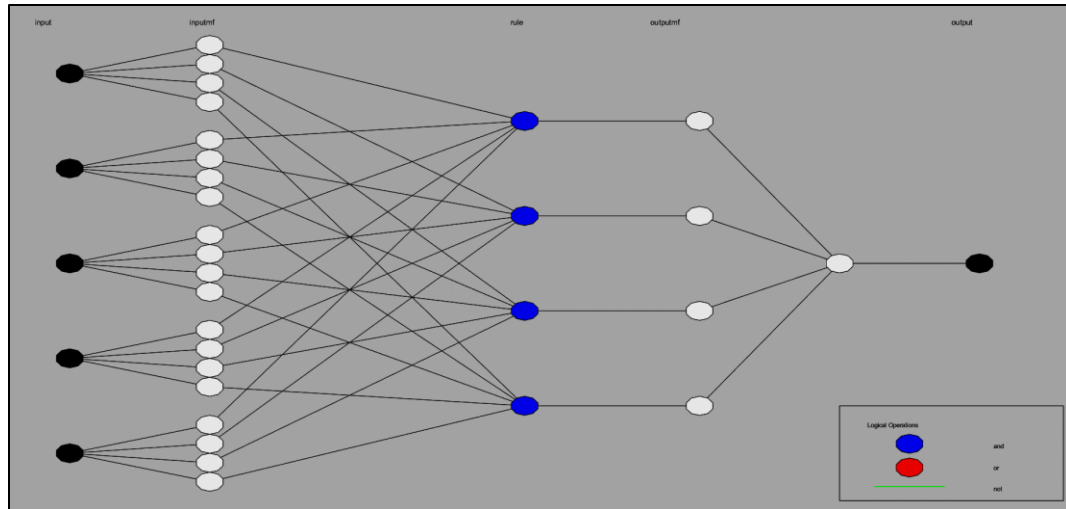 input
inputmf
rule
outputmf
output
Logical Operations
and
or
not